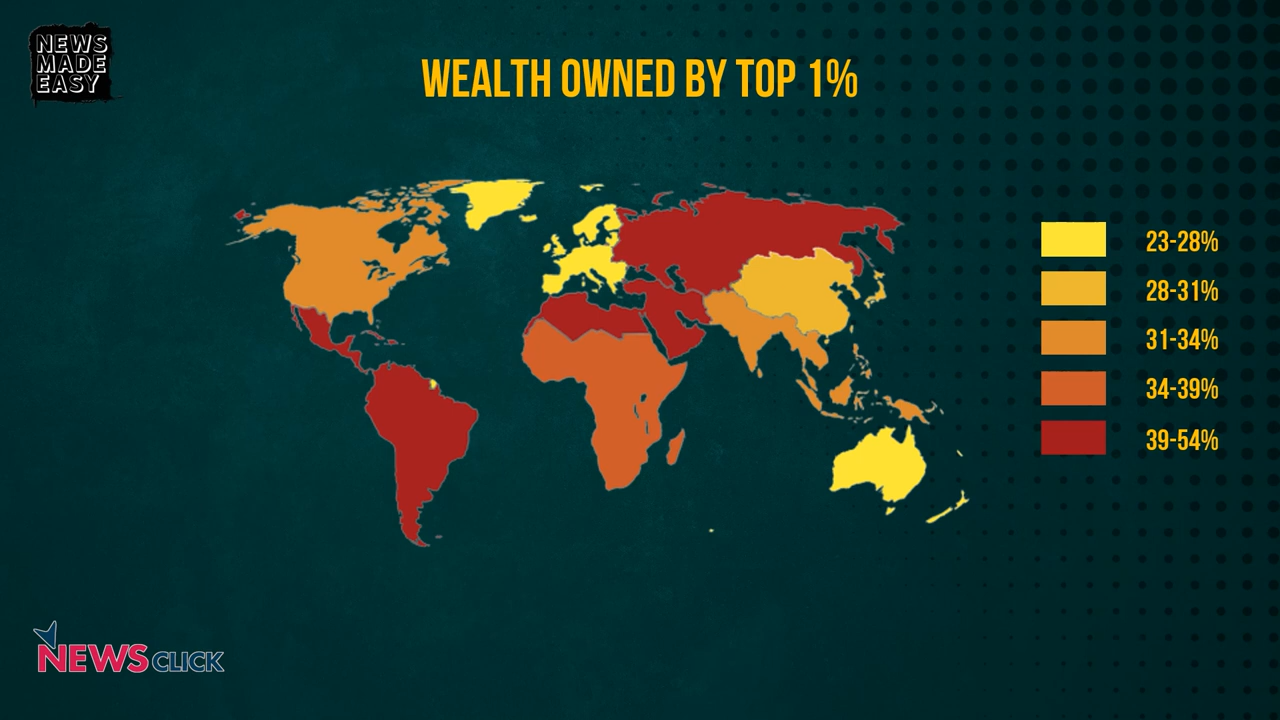 NEWS
MADE
EASY
WEALTH OWNED BY TOP 1%
23-28%
28-31%
31-34%
34-39%
39-54%
NEWSCLICK